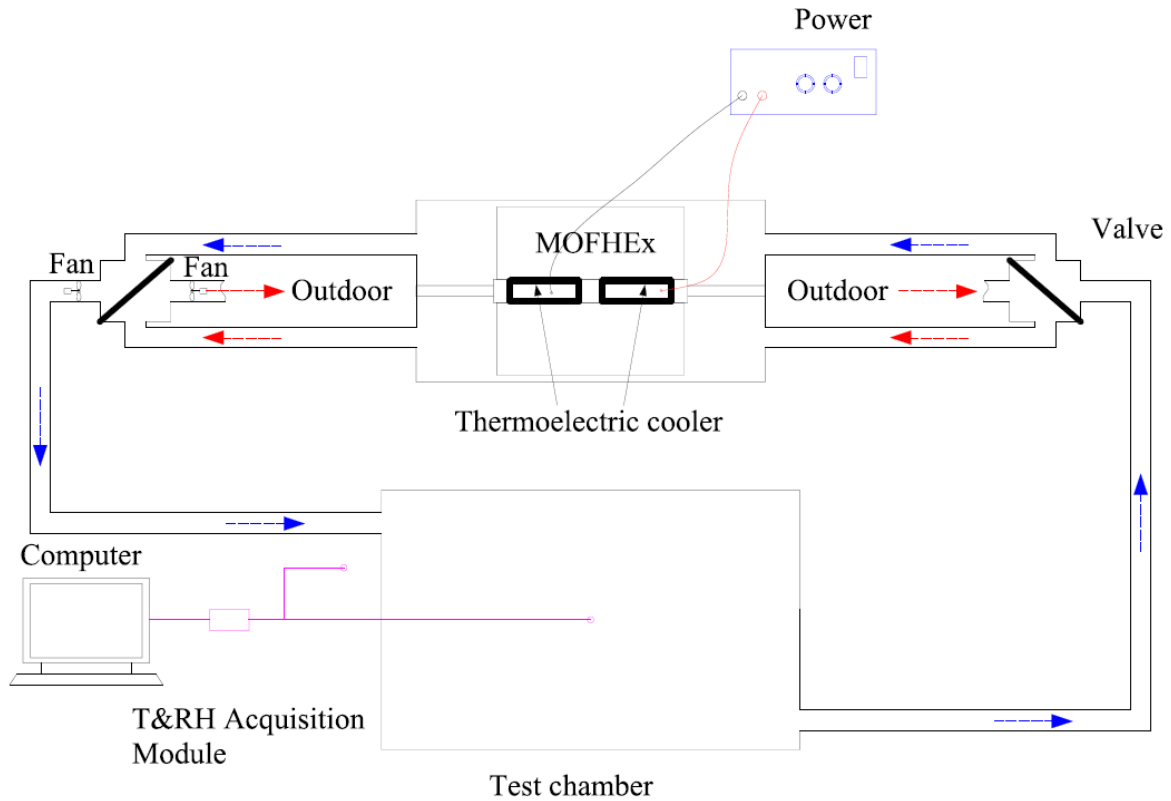 Power
Valve
MOFHEx
Fan
Fan
Outdoor
Outdoor
Thermoelectric cooler
Computer
T&RH Acquisition
Module
Test chamber